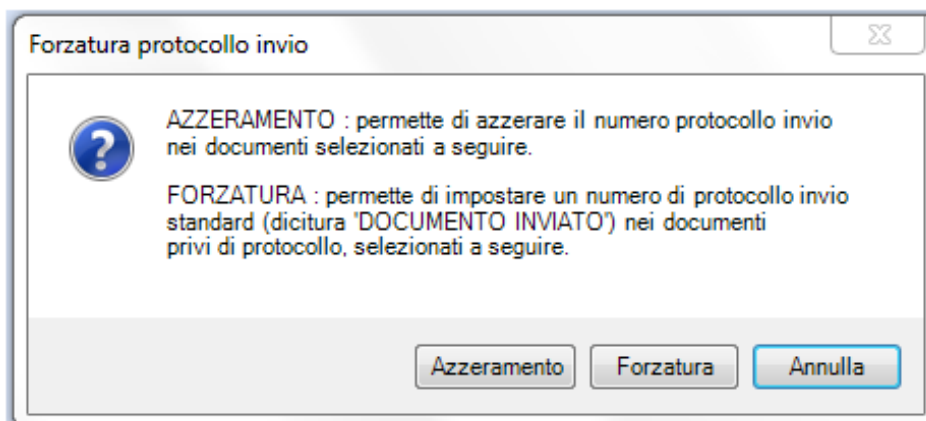 Forzatura protocollo invio
AZZERAMENTO : permette di azzerare il numero protocollo invio
nei documenti selezionati a seguire.
FORZATURA : permette di impostare un numero di protocollo invio
standard (dicitura 'DOCUMENTO INVIATO') nei documenti
privi di protocollo, selezionati a seguire.
Azzeramento Forzatura Annulla